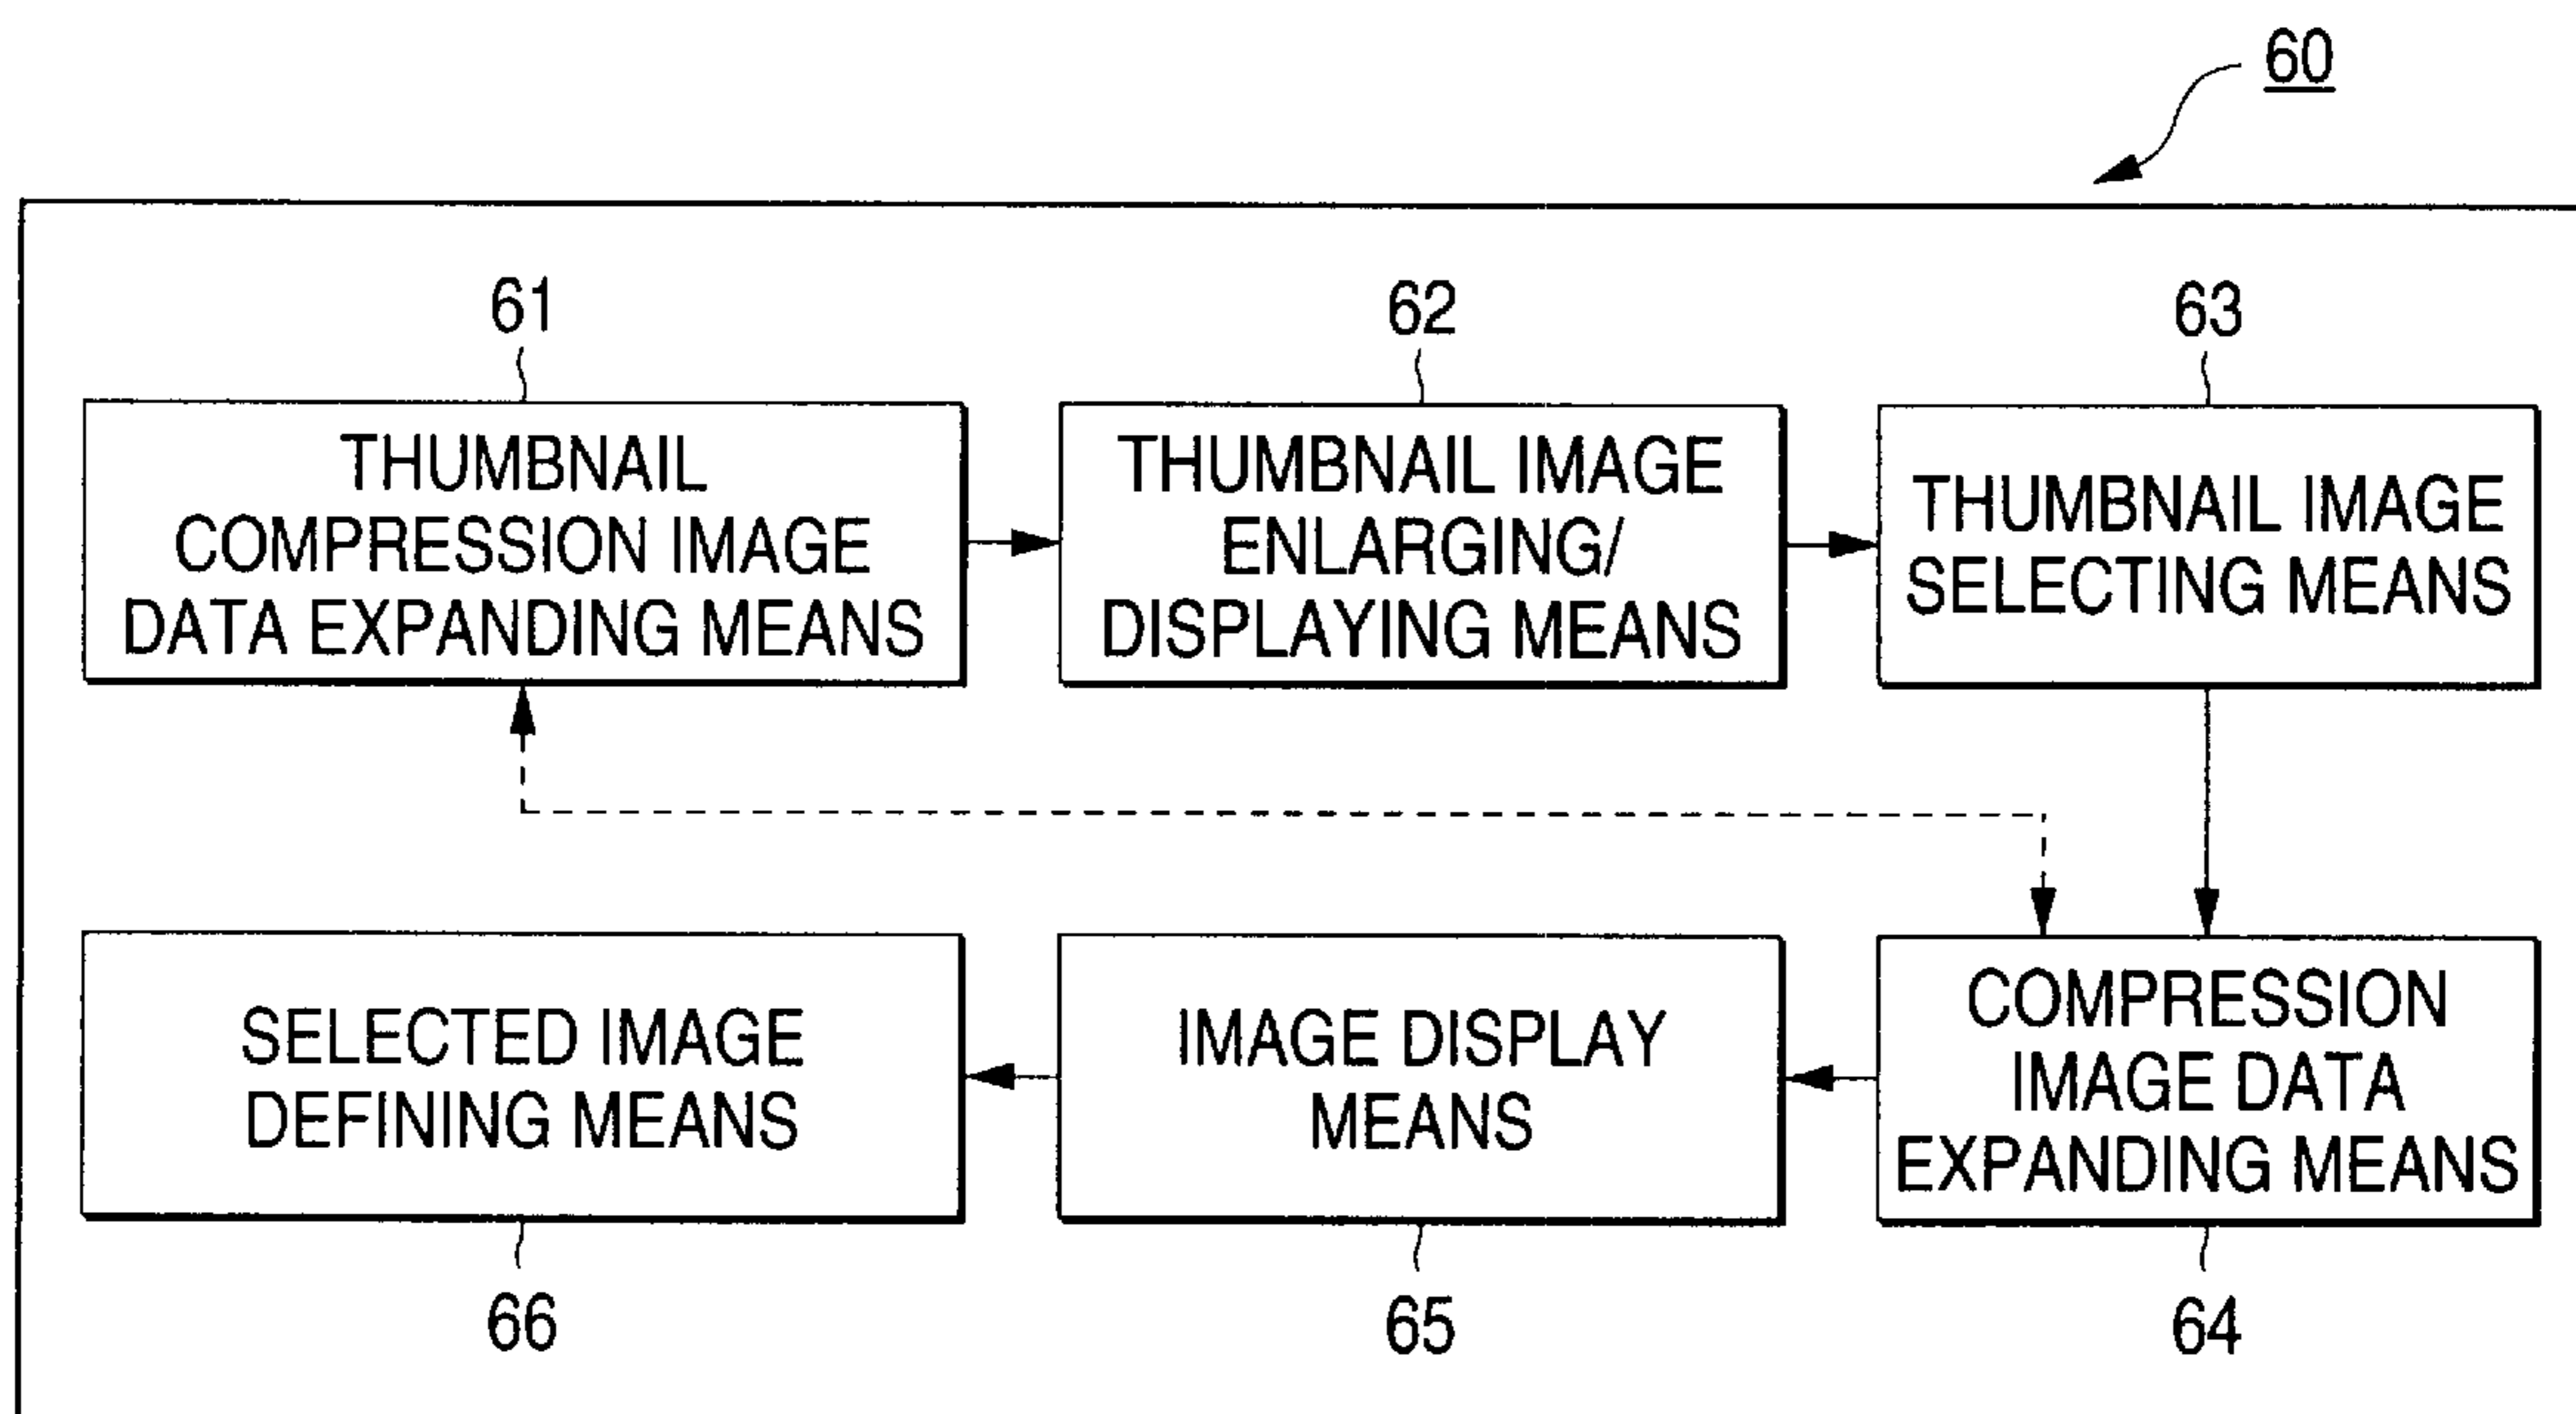 60
61
62
63
THUMBNAIL
COMPRESSION IMAGE
DATA EXPANDING MEANS
THUMBNAIL IMAGE
ENLARGING/
DISPLAYING MEANS
THUMBNAIL IMAGE
SELECTING MEANS
SELECTED IMAGE
DEFINING MEANS
IMAGE DISPLAY
MEANS
COMPRESSION
IMAGE DATA
EXPANDING MEANS
66
65
64